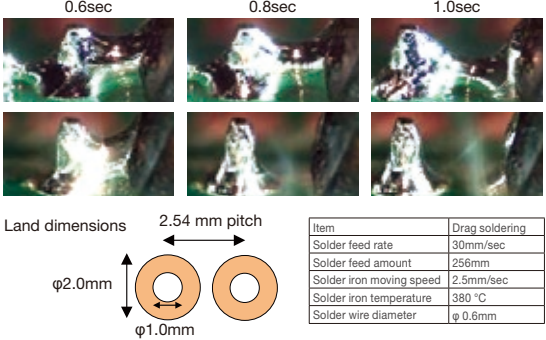 0.6sec 0.8sec 1.0sec
Land dimensions
2.54 mm pitch
φ2.0mm
φ1.0mm
Item Drag soldering
Solder feed rate 30mm/sec
Solder feed amount 256mm
Solder iron moving speed 2.5mm/sec
Solder iron temperature 380 °C
Solder wire diameter φ 0.6mm